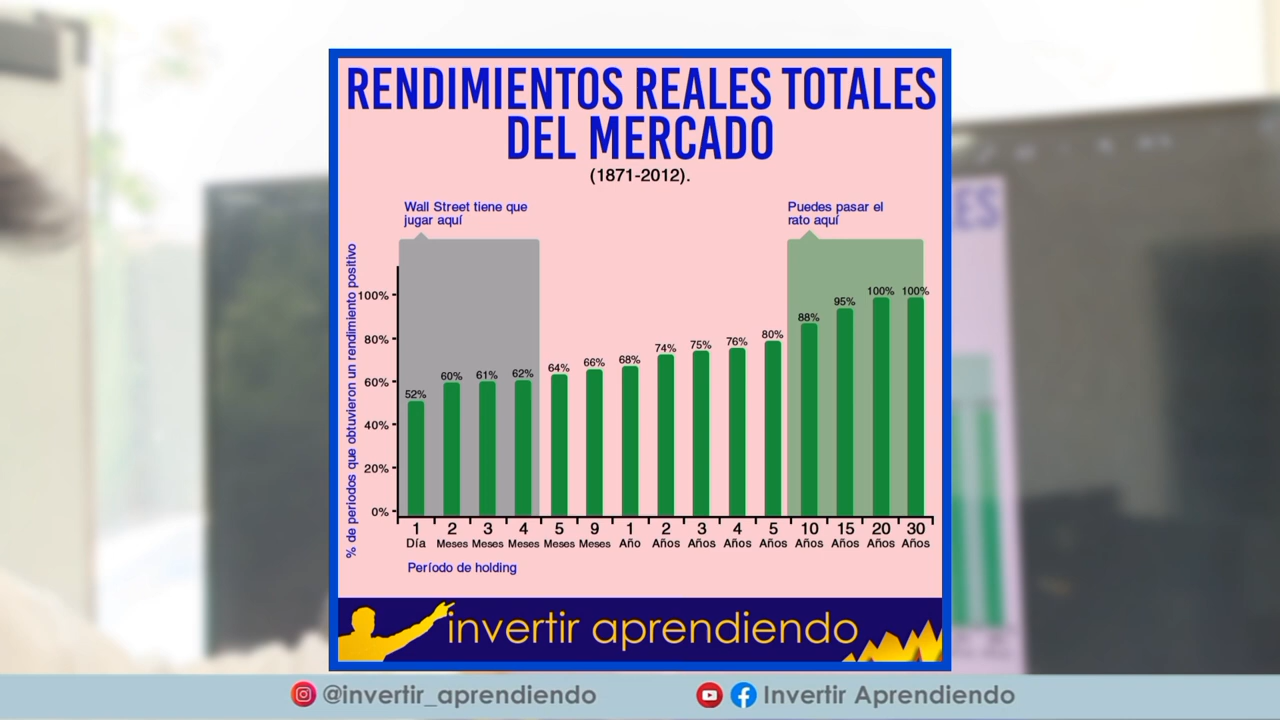 RENDIMIENTOS REALES TOTALES
DEL MERCADO
(1871-2012).
Wall Street tiene que
jugar aquí
Puedes pasar el
rato aquí
% de periodos que obtuvieron un rendimiento positivo
100%
80%
60%
40%
20%
0%
52%
60%
61%
62%
64%
66%
68%
74%
75%
76%
80%
88%
95%
100%
100%
1 2 3 4 5 9 1 2 3 4 5 10 15 20 30
Día Meses Meses Meses Meses Meses Año Años Años Años Años Años Años Años Años
Período de holding
invertir aprendiendo
@invertir_aprendiendo
Invertir Aprendiendo